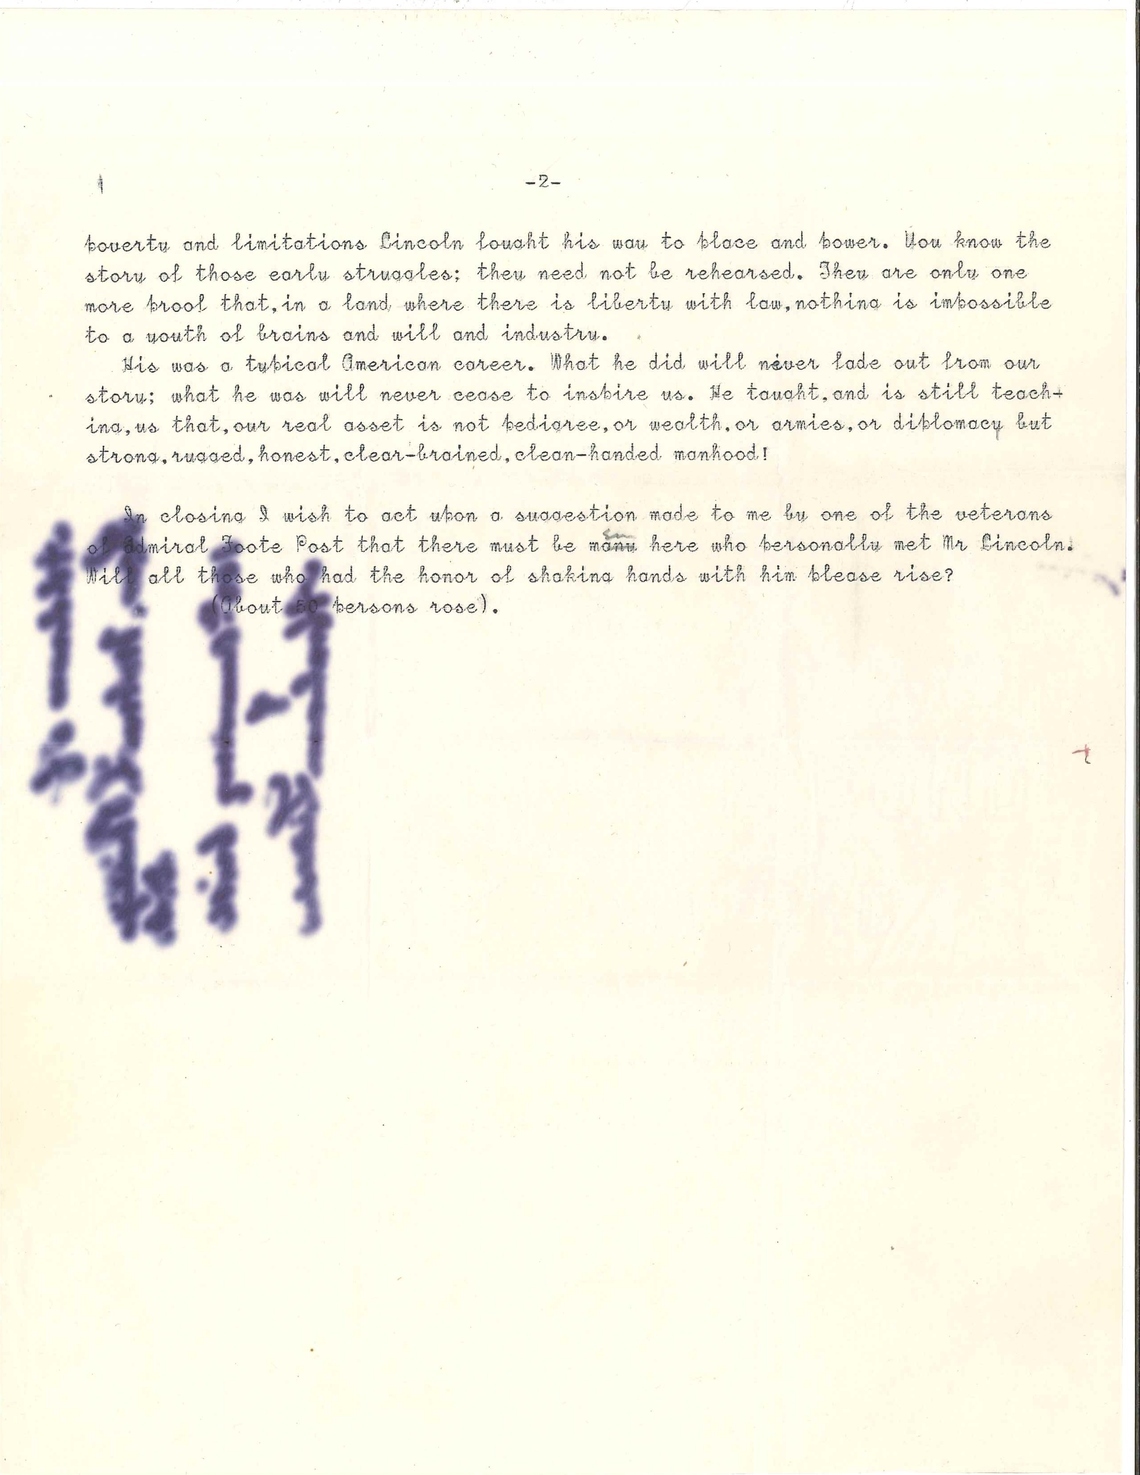 -2-
poverty and limitations Lincoln fought his way to place and power. You know the
story of those early struggles; they need not be rehearsed. They are only one
more proof that,in a land where there is liberty with law,nothing is impossible
to a youth of brains and will and industry.
His was a typical American career. What he did will never fade out from our
story; what he was will never cease to inspire us. He taught,and is still teach-
ing,us that,our real asset is not pedigree,or wealth,or armies,or diplomacy but
strong,rugged,honest,clear-brained,clean-handed manhood!
In closing I wish to act upon a suggestion made to me by one of the veterans
of Admiral Foote Post that there must be many here who personally met Mr Lincoln.
Will all those who had the honor of shaking hands with him please rise?
(About 50 persons rose).